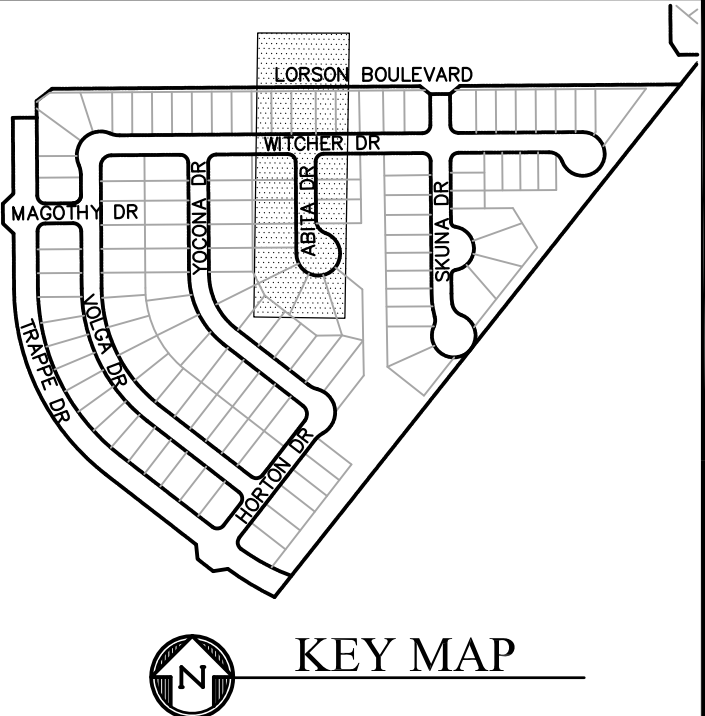 LORSON BOULEVARD
WITCHER DR
MAGOTHY DR
YOCONA DR
ABITA DR
SKUNA DR
VOLGA DR
TRAPPE DR
HORTON DR
N
KEY MAP